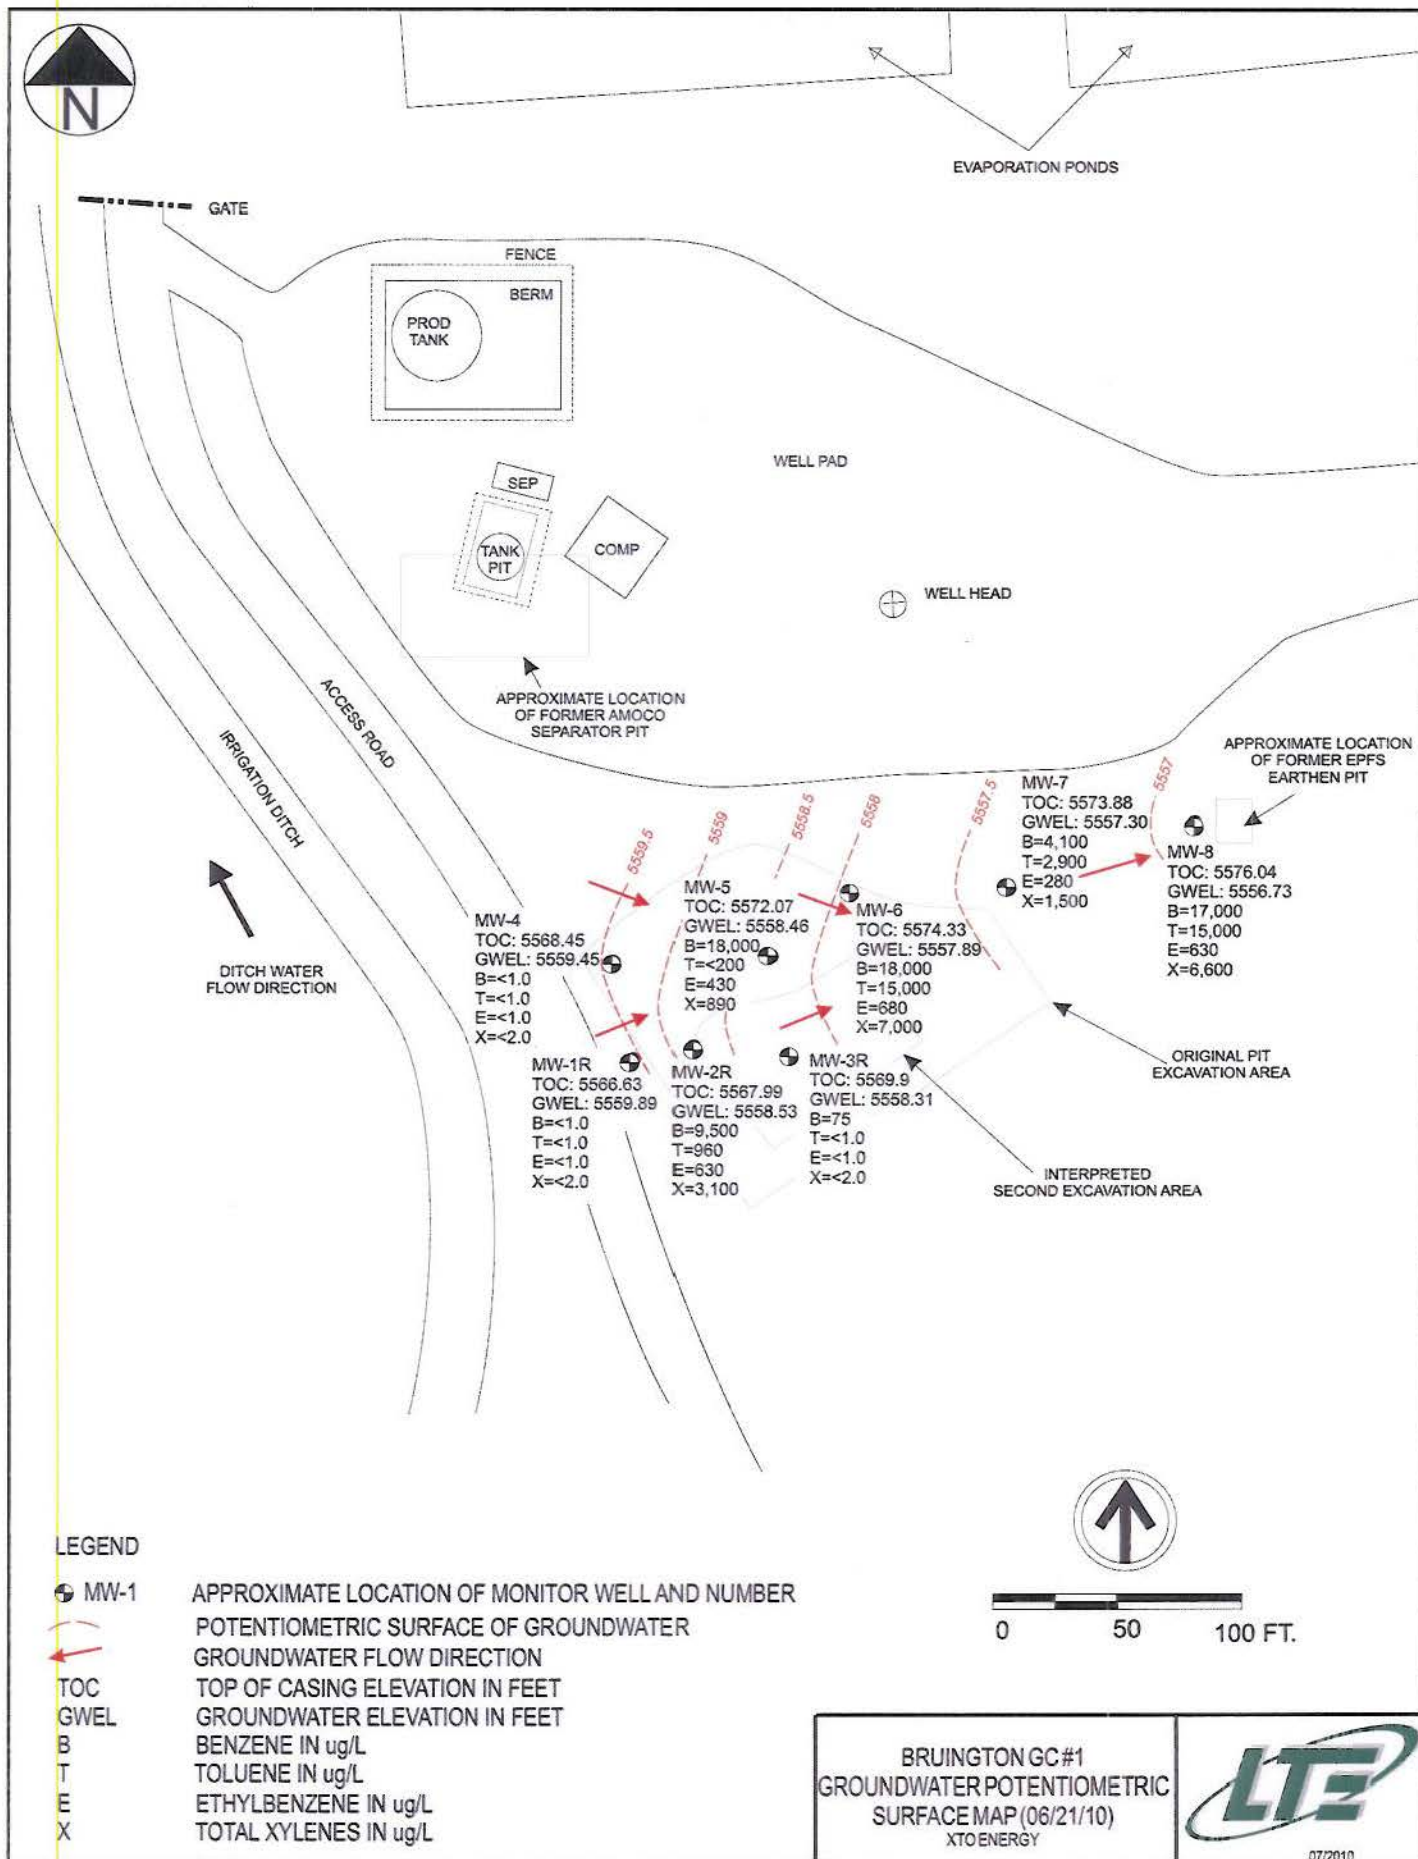 N
EVAPORATION PONDS
GATE
FENCE
BERM
PROD
TANK
WELL PAD
SEP
TANK
PIT
COMP
WELL HEAD
APPROXIMATE LOCATION
OF FORMER AMOCO
SEPARATOR PIT
ACCESS ROAD
IRRIGATION DITCH
DITCH WATER
FLOW DIRECTION
APPROXIMATE LOCATION
OF FORMER EPFS
EARTHEN PIT
5559.5
5559
5558.5
5558
5557.5
5557
MW-7
TOC: 5573.88
GWEL: 5557.30
B=4,100
T=2,900
E=280
X=1,500
MW-8
TOC: 5576.04
GWEL: 5556.73
B=17,000
T=15,000
E=630
X=6,600
MW-5
TOC: 5572.07
GWEL: 5558.46
B=18,000
T=<200
E=430
X=890
MW-6
TOC: 5574.33
GWEL: 5557.89
B=18,000
T=15,000
E=680
X=7,000
MW-4
TOC: 5568.45
GWEL: 5559.45
B=<1.0
T=<1.0
E=<1.0
X=<2.0
MW-1R
TOC: 5566.63
GWEL: 5559.89
B=<1.0
T=<1.0
E=<1.0
X=<2.0
MW-2R
TOC: 5567.99
GWEL: 5558.53
B=9,500
T=960
E=630
X=3,100
MW-3R
TOC: 5569.9
GWEL: 5558.31
B=75
T=<1.0
E=<1.0
X=<2.0
ORIGINAL PIT
EXCAVATION AREA
INTERPRETED
SECOND EXCAVATION AREA
LEGEND
MW-1 APPROXIMATE LOCATION OF MONITOR WELL AND NUMBER
POTENTIOMETRIC SURFACE OF GROUNDWATER
GROUNDWATER FLOW DIRECTION
TOC TOP OF CASING ELEVATION IN FEET
GWEL GROUNDWATER ELEVATION IN FEET
B BENZENE IN ug/L
T TOLUENE IN ug/L
E ETHYLBENZENE IN ug/L
X TOTAL XYLENES IN ug/L
0 50 100 FT.
BRUINGTON GC #1
GROUNDWATER POTENTIOMETRIC
SURFACE MAP (06/21/10)
XTO ENERGY
LTE
07/2010